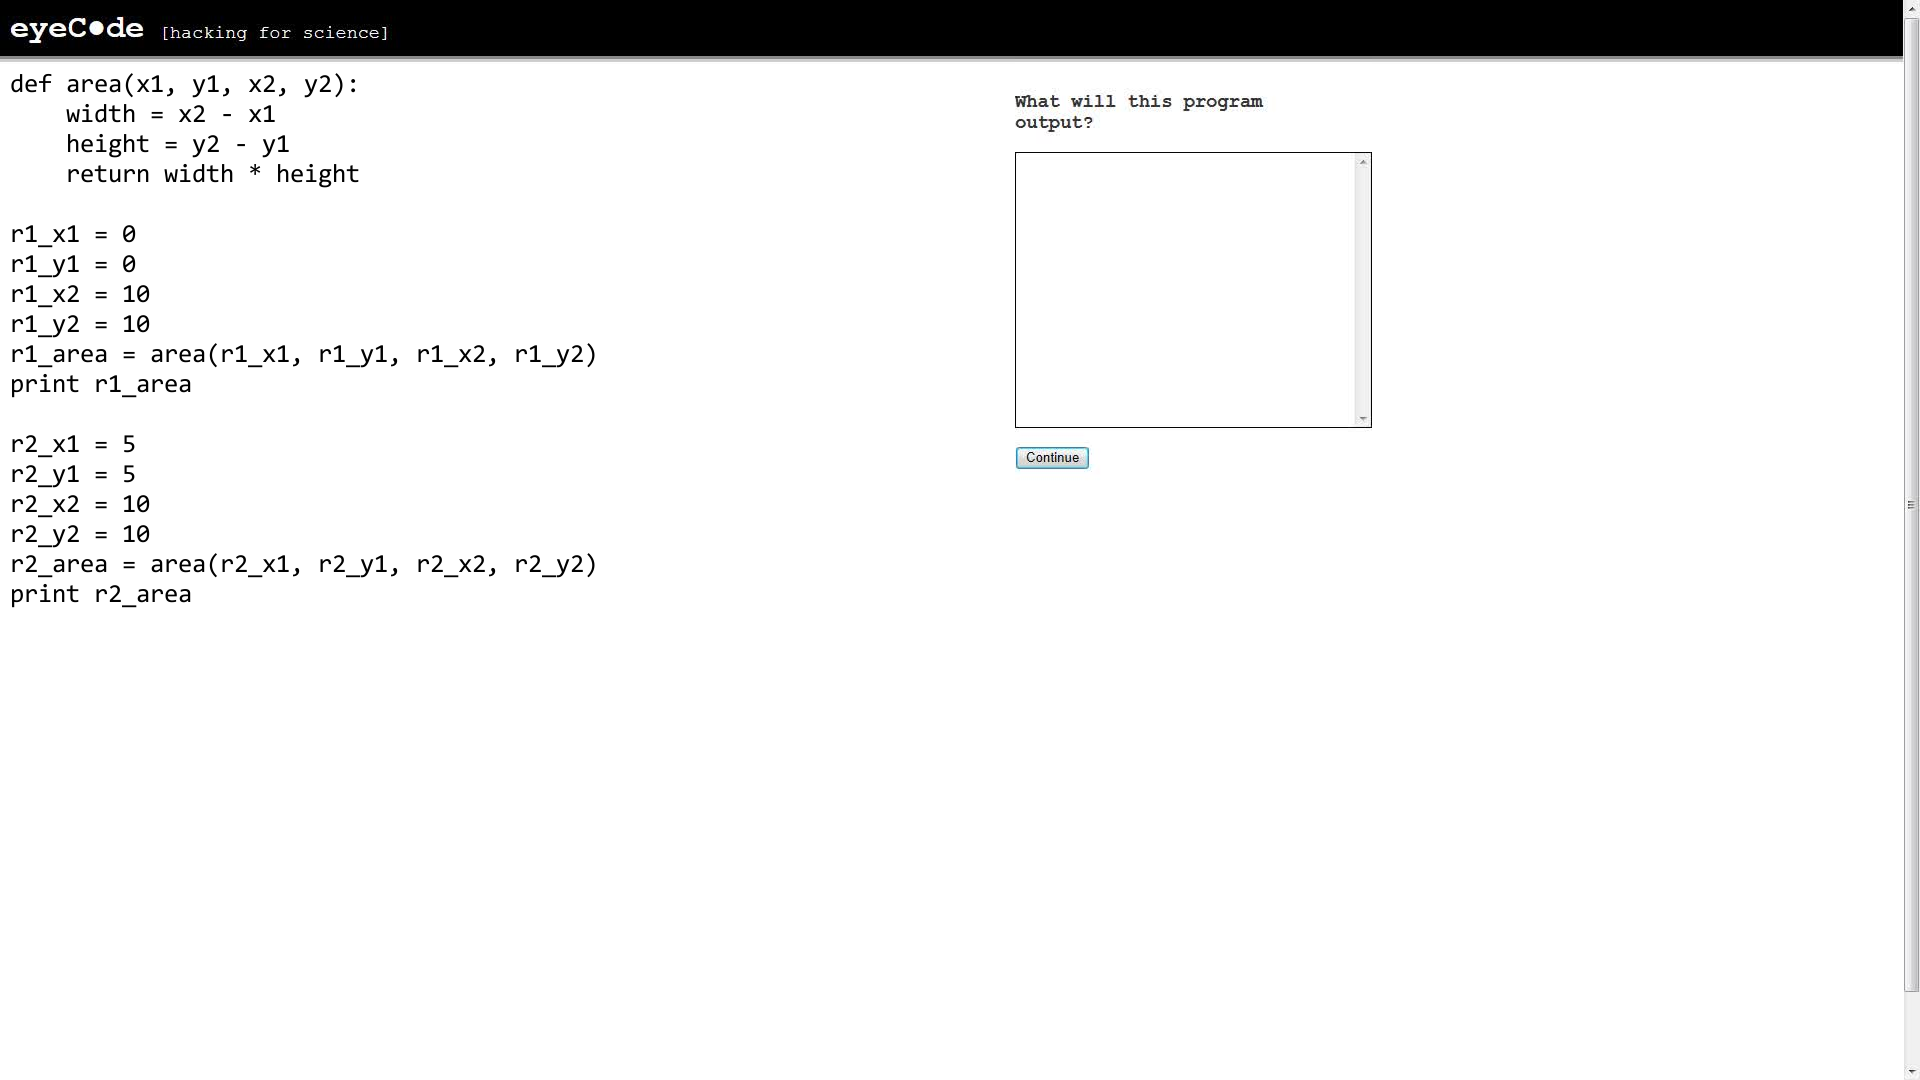 eyeC●de [hacking for science]
def area(x1, y1, x2, y2):
    width = x2 - x1
    height = y2 - y1
    return width * height

r1_x1 = 0
r1_y1 = 0
r1_x2 = 10
r1_y2 = 10
r1_area = area(r1_x1, r1_y1, r1_x2, r1_y2)
print r1_area

r2_x1 = 5
r2_y1 = 5
r2_x2 = 10
r2_y2 = 10
r2_area = area(r2_x1, r2_y1, r2_x2, r2_y2)
print r2_area
What will this program
output?
Continue